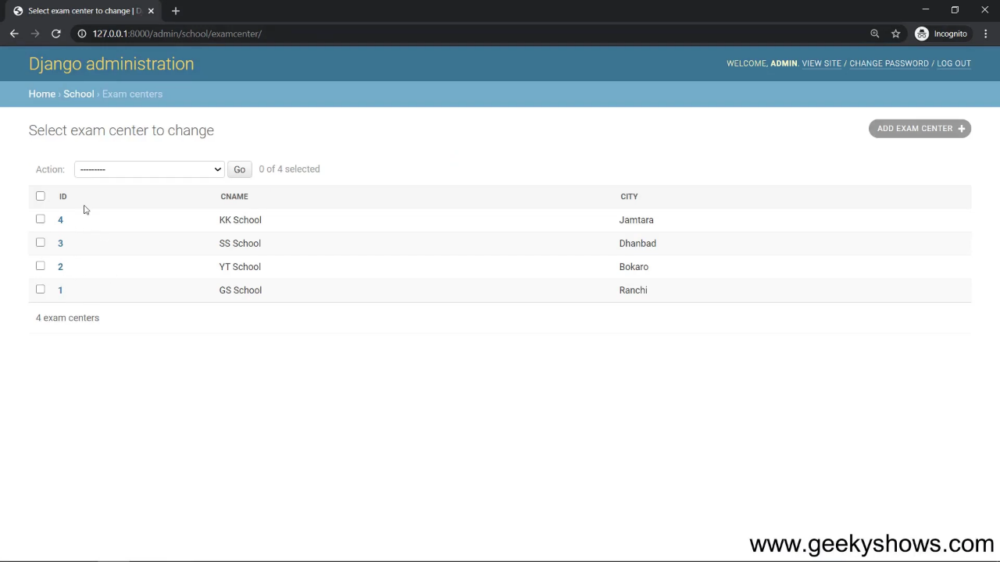 Select exam center to change | D
127.0.0.1:8000/admin/school/examcenter/
Incognito
Django administration
WELCOME, ADMIN. VIEW SITE / CHANGE PASSWORD / LOG OUT
Home › School › Exam centers
Select exam center to change
ADD EXAM CENTER +
Action: --------- Go 0 of 4 selected
ID CNAME CITY
4 KK School Jamtara
3 SS School Dhanbad
2 YT School Bokaro
1 GS School Ranchi
4 exam centers
www.geekyshows.com